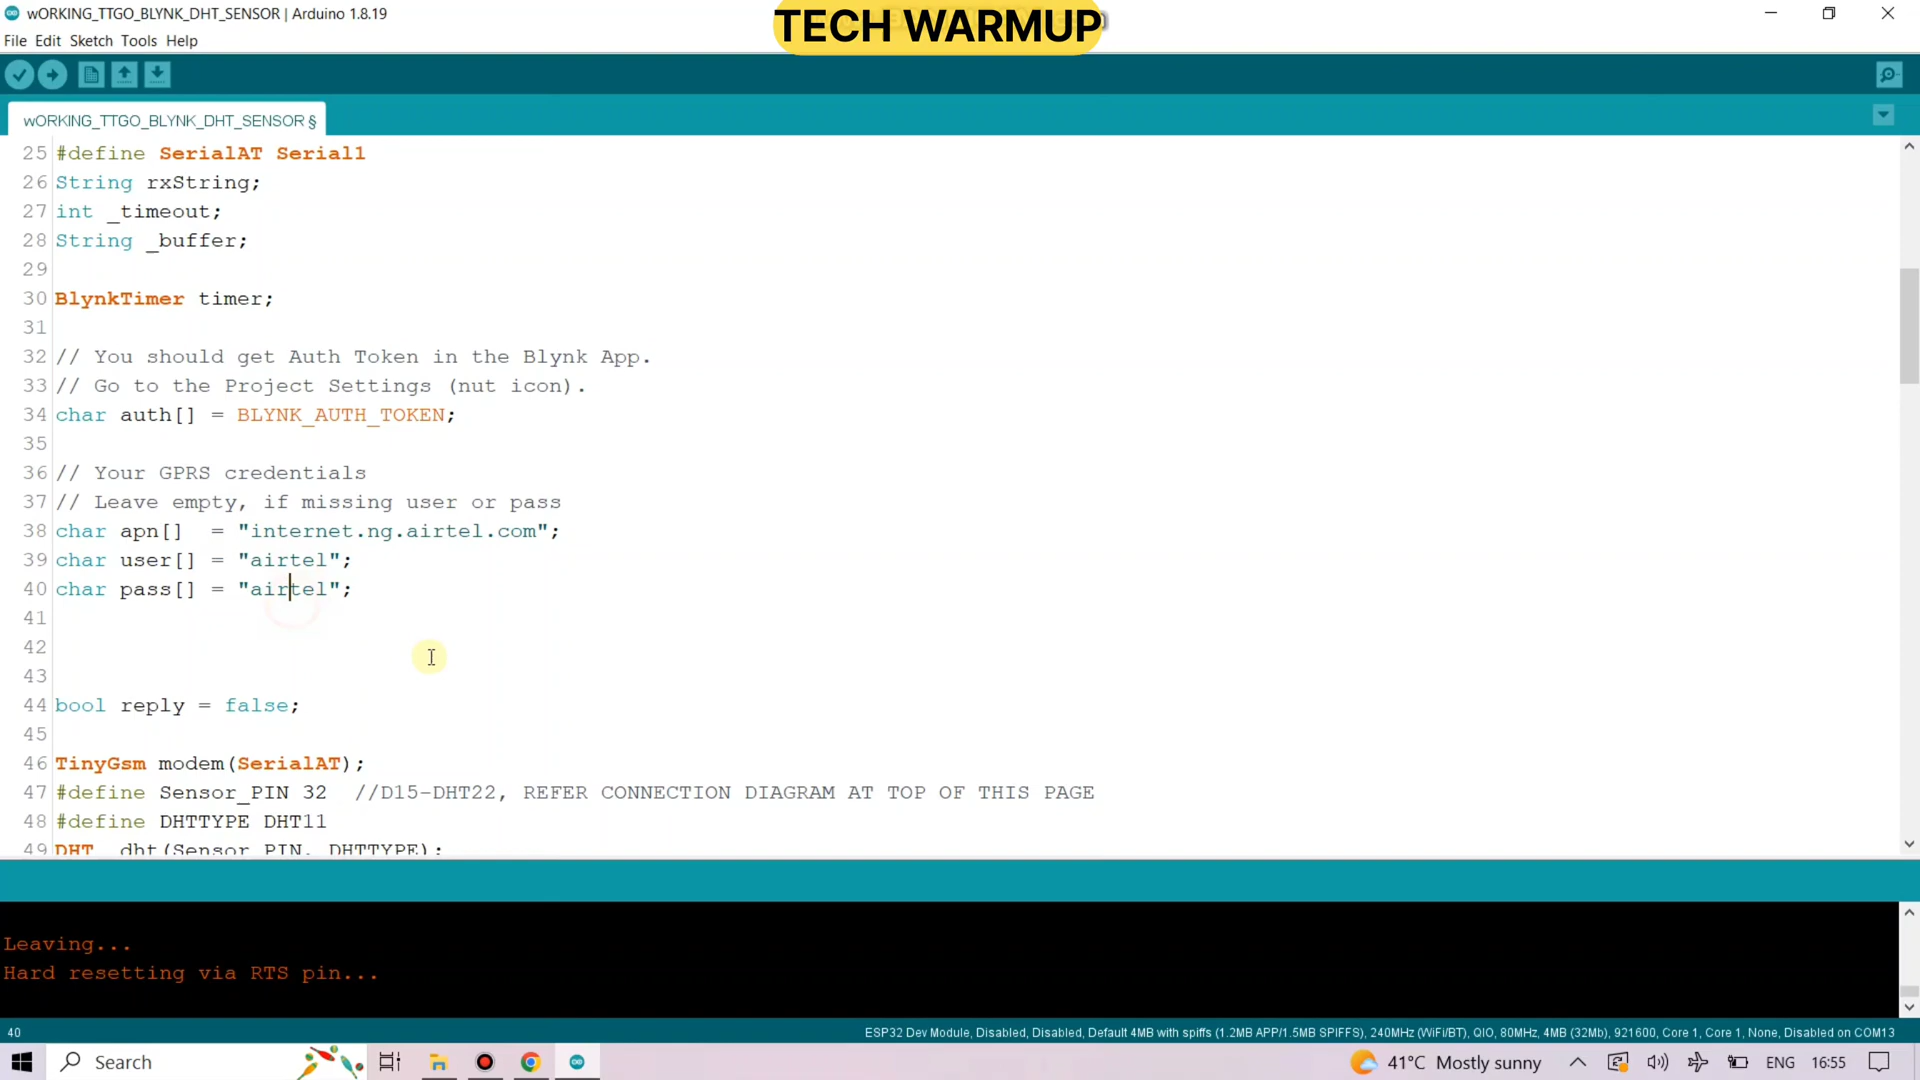 wORKING_TTGO_BLYNK_DHT_SENSOR | Arduino 1.8.19
TECH WARMUP
File Edit Sketch Tools Help
wORKING_TTGO_BLYNK_DHT_SENSOR §
25 #define SerialAT Serial1
26 String rxString;
27 int _timeout;
28 String _buffer;
29
30 BlynkTimer timer;
31
32 // You should get Auth Token in the Blynk App.
33 // Go to the Project Settings (nut icon).
34 char auth[] = BLYNK_AUTH_TOKEN;
35
36 // Your GPRS credentials
37 // Leave empty, if missing user or pass
38 char apn[]  = "internet.ng.airtel.com";
39 char user[] = "airtel";
40 char pass[] = "airtel";
41
42
43
44 bool reply = false;
45
46 TinyGsm modem(SerialAT);
47 #define Sensor_PIN 32  //D15-DHT22, REFER CONNECTION DIAGRAM AT TOP OF THIS PAGE
48 #define DHTTYPE DHT11
49 DHT  dht(Sensor_PIN, DHTTYPE);
Leaving...
Hard resetting via RTS pin...
40
ESP32 Dev Module, Disabled, Disabled, Default 4MB with spiffs (1.2MB APP/1.5MB SPIFFS), 240MHz (WiFi/BT), QIO, 80MHz, 4MB (32Mb), 921600, Core 1, Core 1, None, Disabled on COM13
Search
41°C Mostly sunny
ENG
16:55